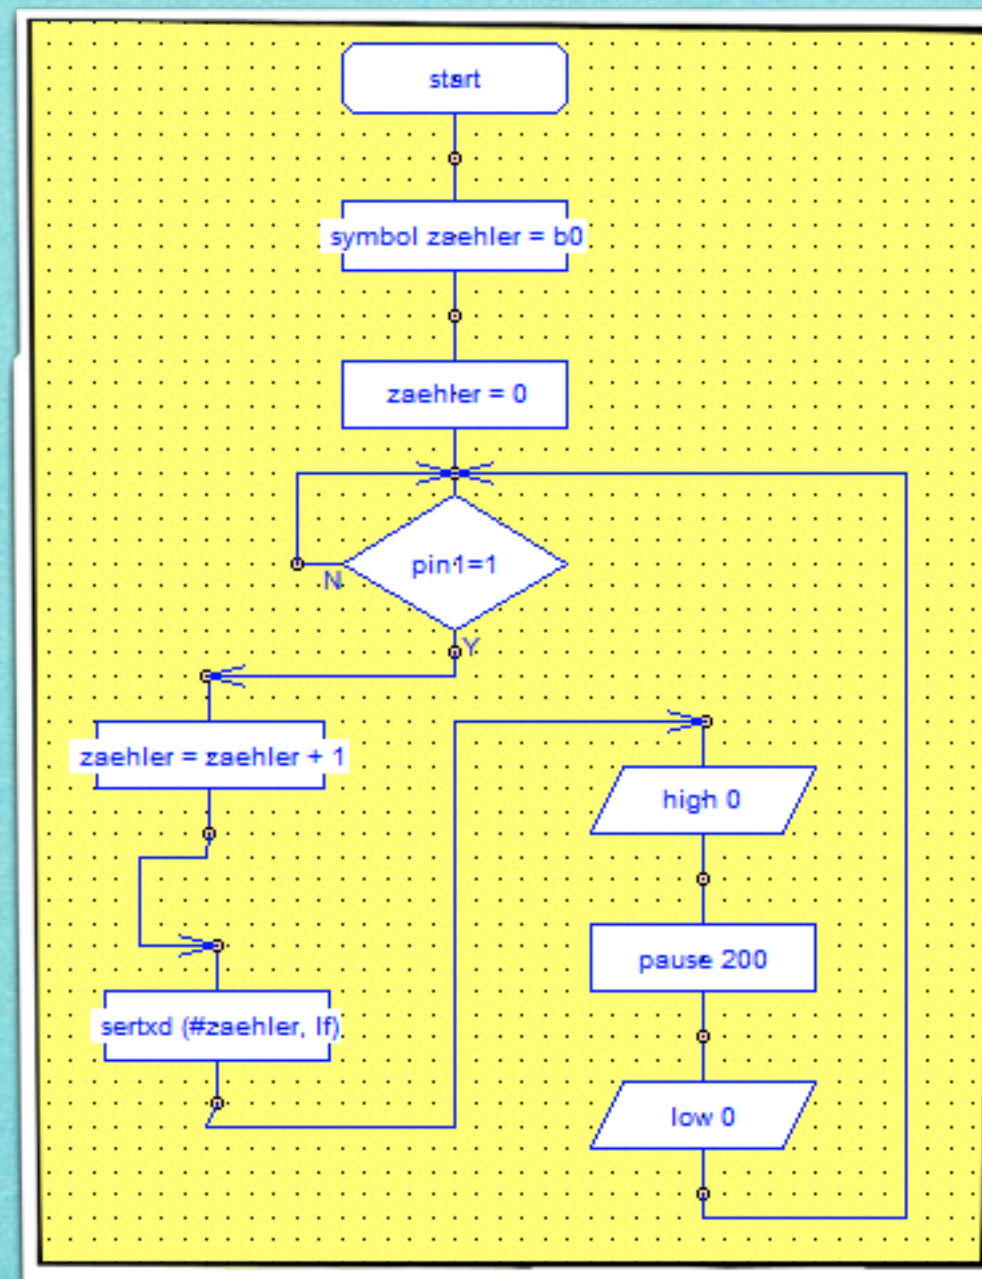 start
symbol zaehler = b0
zaehler = 0
pin1=1
N
Y
zaehler = zaehler + 1
sertxd (#zaehler, lf)
high 0
pause 200
low 0